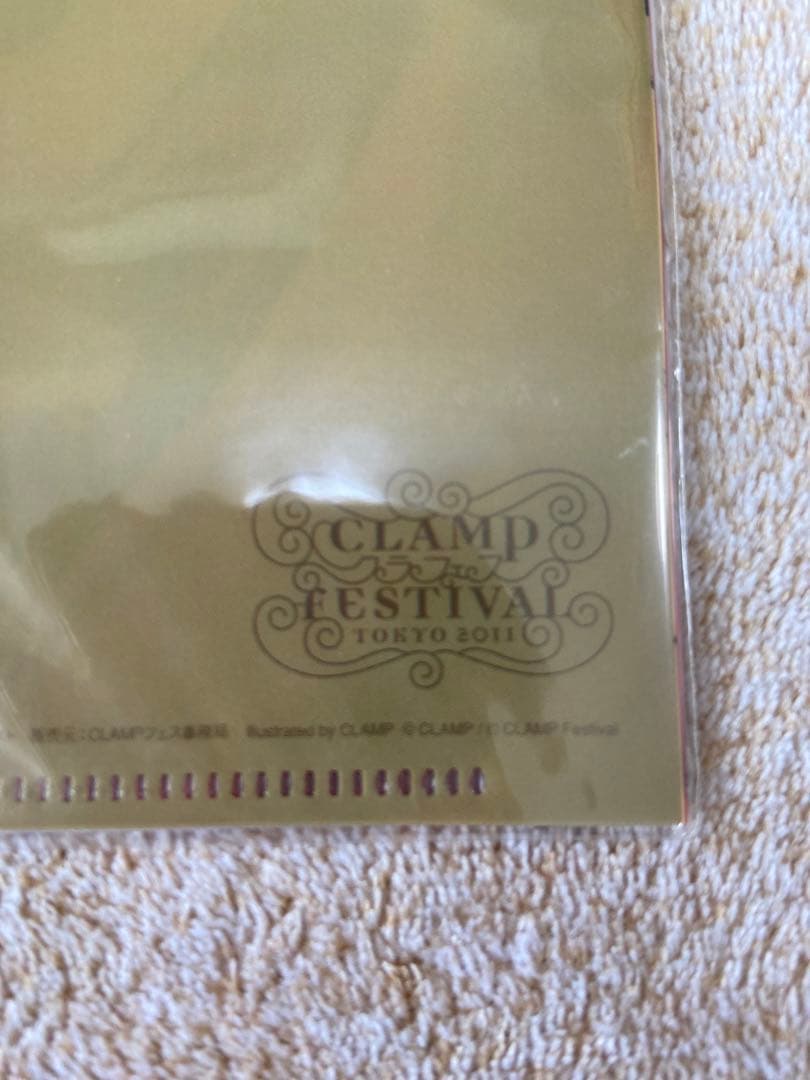 CLAMP
クラフェス
FESTIVAL
TOKYO 2011
発売元：CLAMPフェス事務局 Illustrated by CLAMP ©CLAMP / © CLAMP Festival